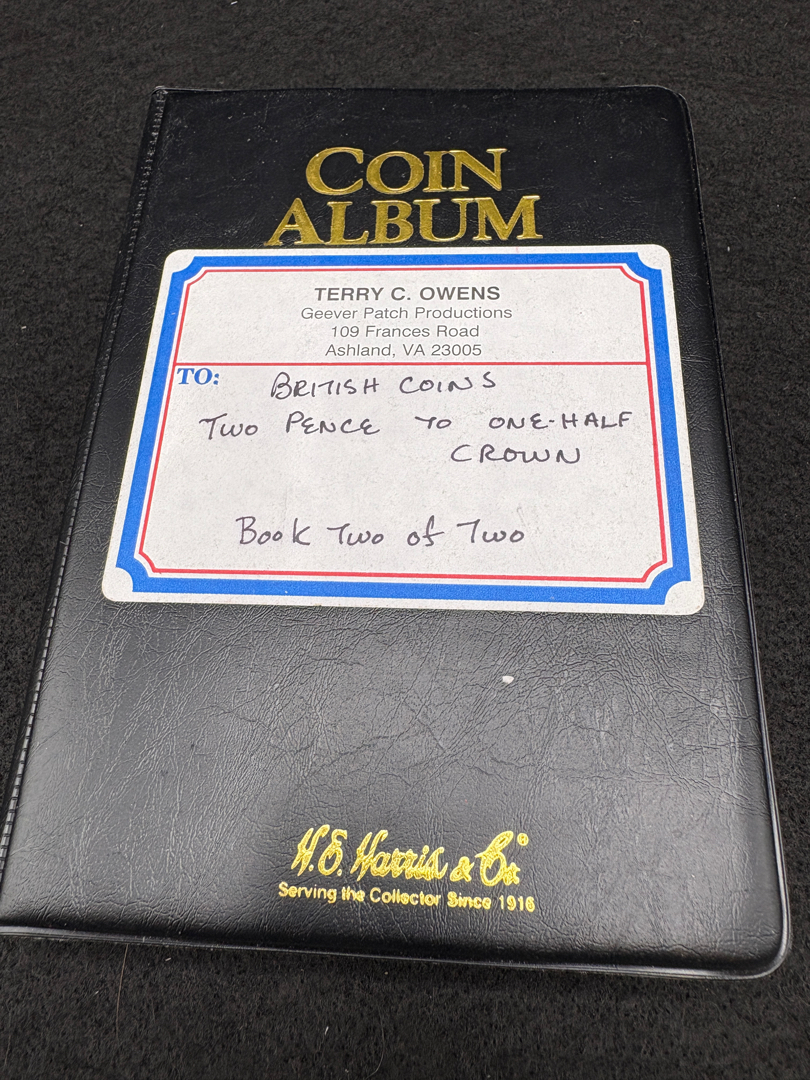 COIN
ALBUM
TERRY C. OWENS
Geever Patch Productions
109 Frances Road
Ashland, VA 23005
TO:
BRITISH COINS
TWO PENCE TO ONE-HALF
CROWN
Book Two of Two
H.E. Harris & Co.®
Serving the Collector Since 1916